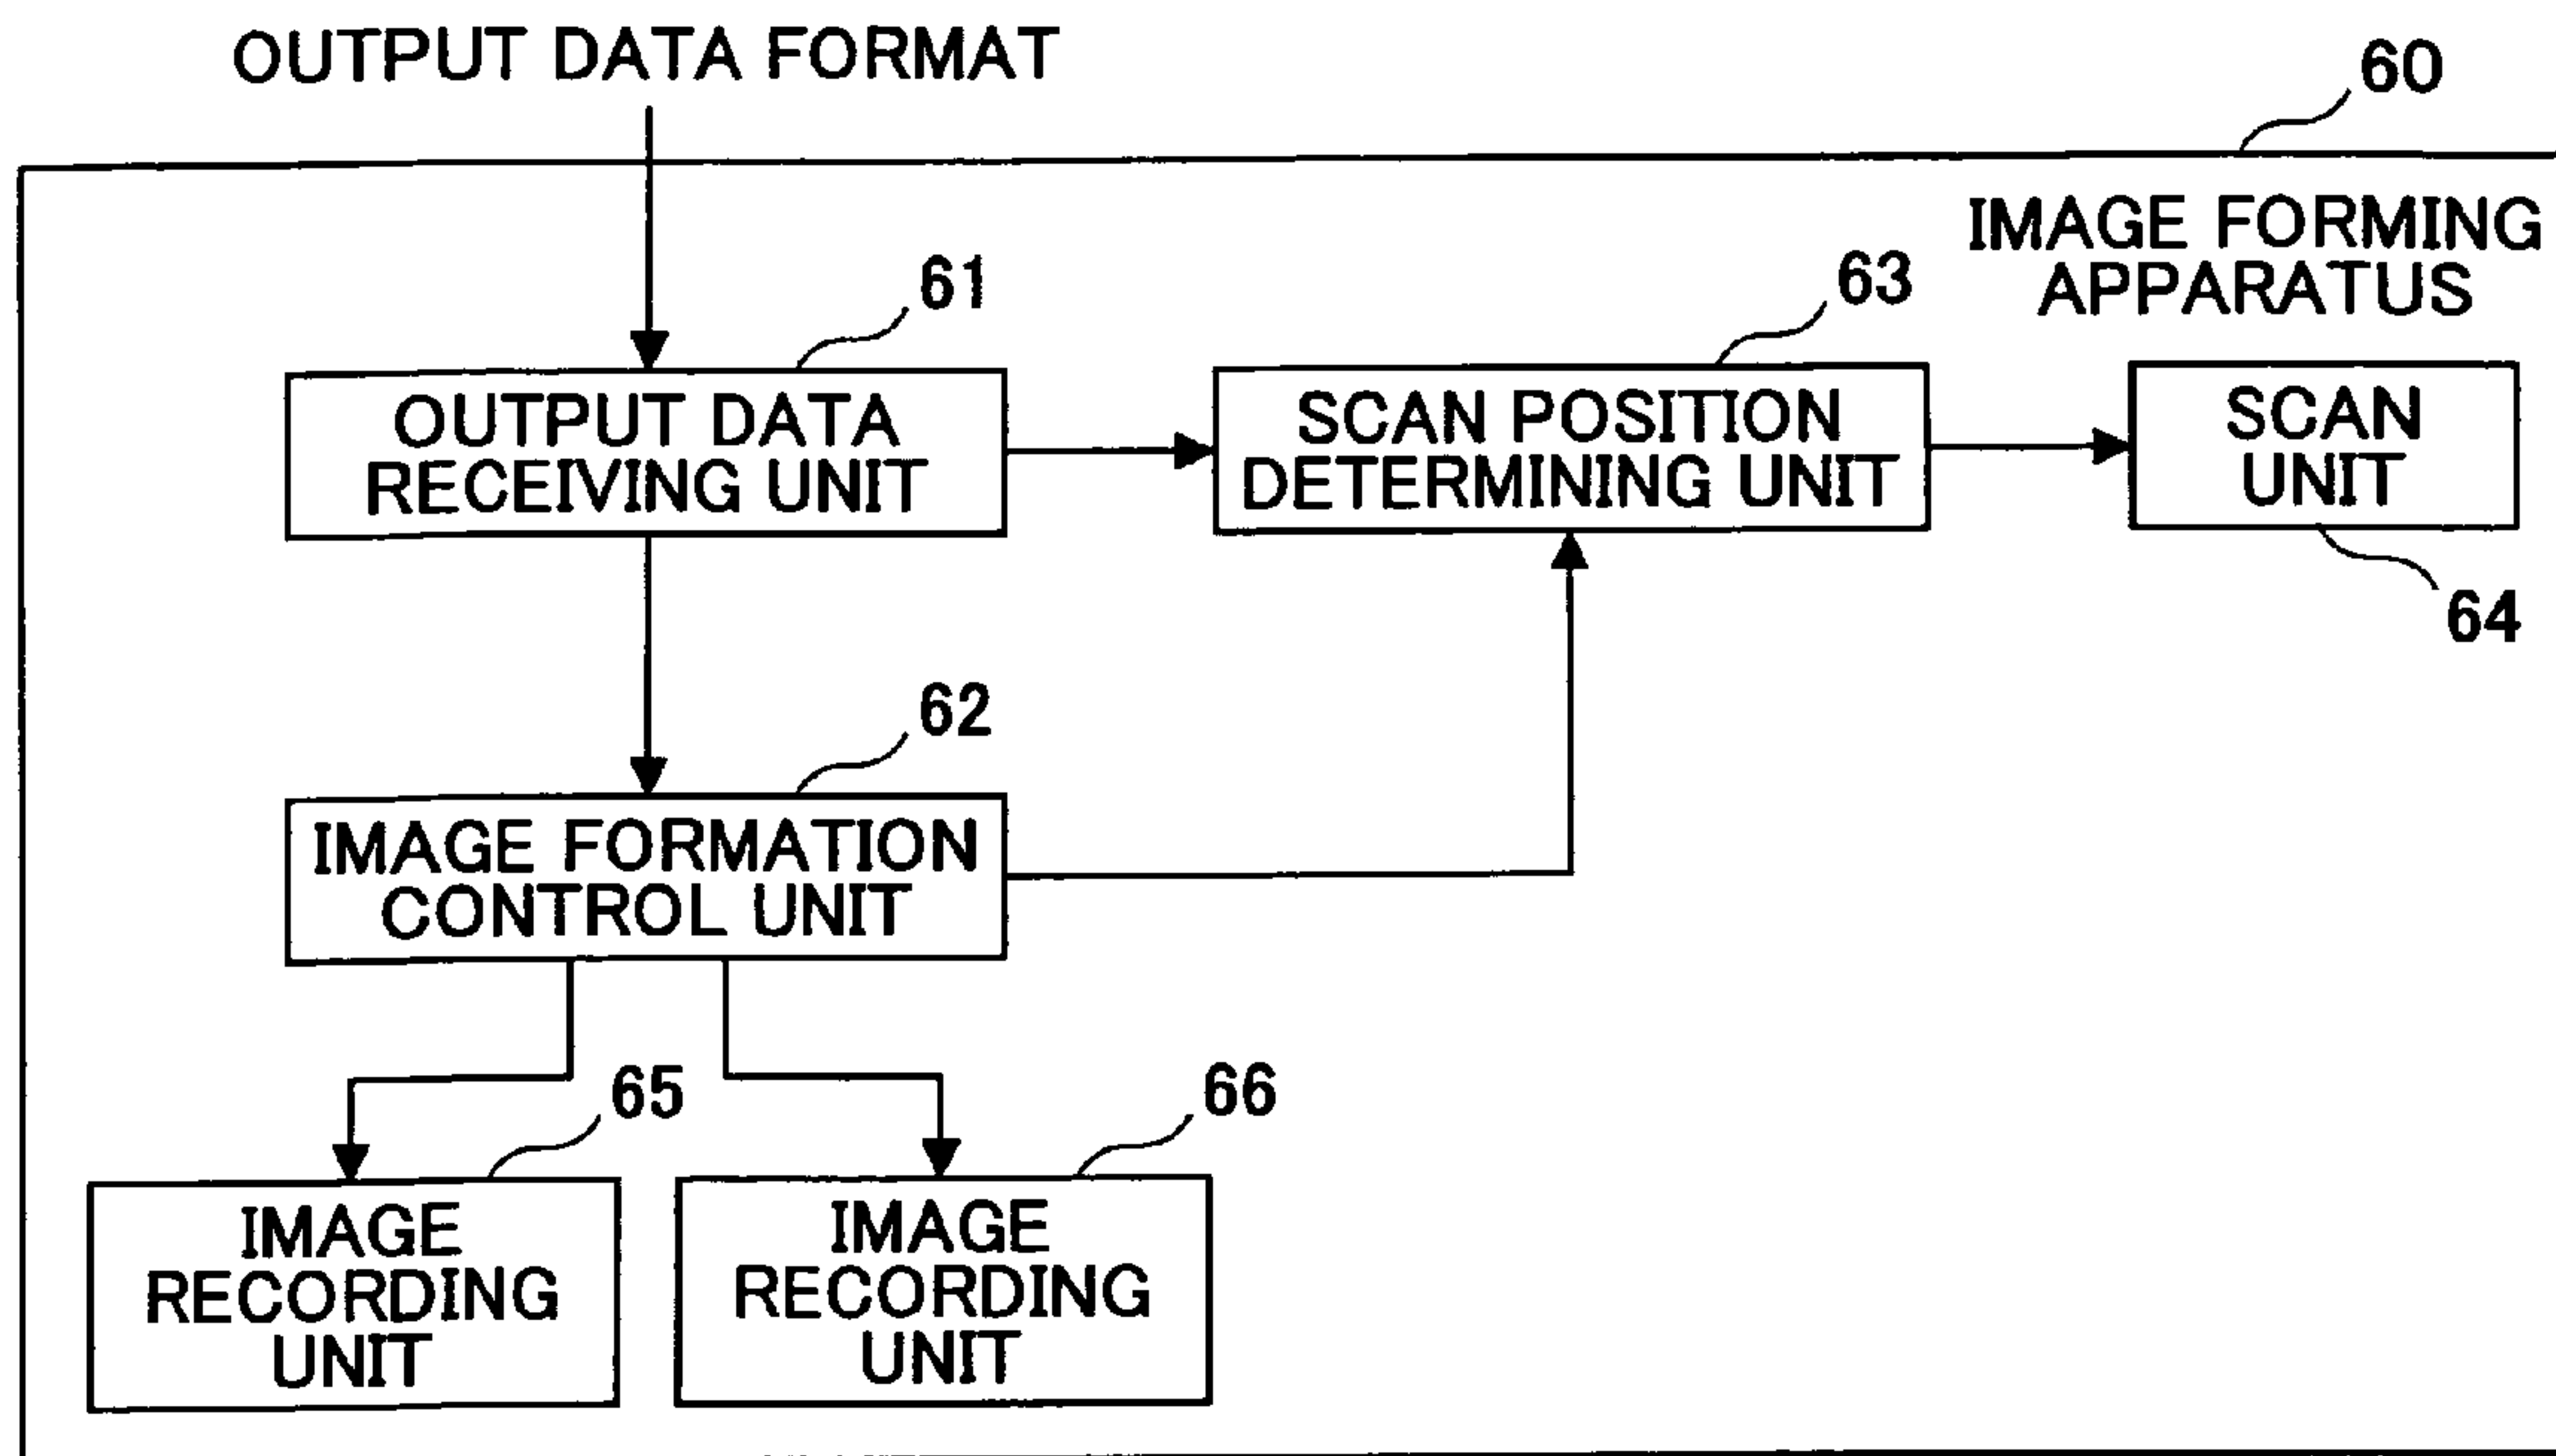 OUTPUT DATA FORMAT
60
IMAGE FORMING
APPARATUS
61
OUTPUT DATA
RECEIVING UNIT
63
SCAN POSITION
DETERMINING UNIT
SCAN
UNIT
64
62
IMAGE FORMATION
CONTROL UNIT
65
IMAGE
RECORDING
UNIT
66
IMAGE
RECORDING
UNIT